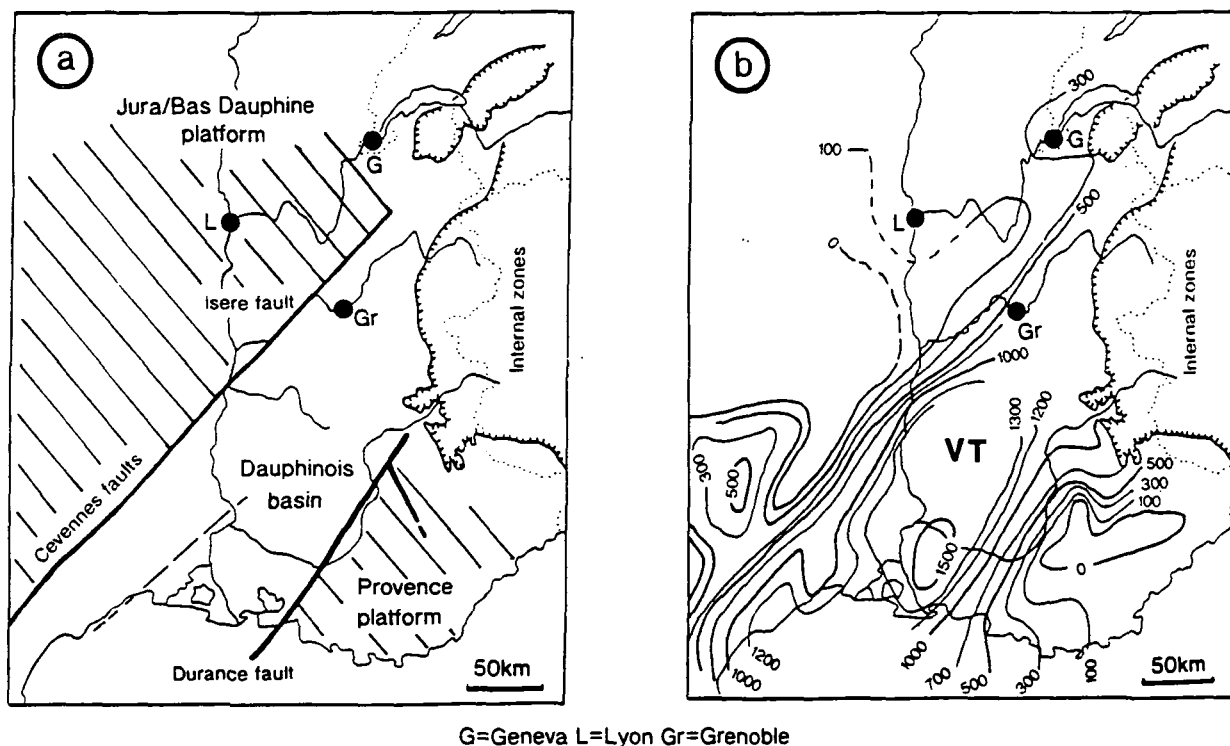 a
Jura/Bas Dauphine
platform
G
L
Isere fault
Gr
Internal zones
Cevennes faults
Dauphinois
basin
Provence
platform
Durance fault
50km
b
300
100
G
500
L
0
Internal zones
Gr
1000
1300
1200
VT
300
500
500
300
100
1500
0
1200
1000
1000
700
500
300
100
50km
G=Geneva L=Lyon Gr=Grenoble